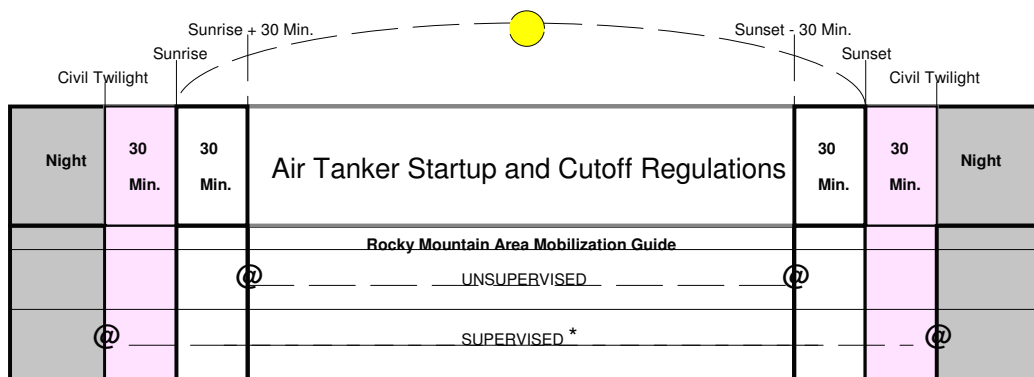 Sunrise + 30 Min.
Sunset - 30 Min.
Sunrise
Sunset
Civil Twilight
Civil Twilight
Night
30
Min.
30
Min.
Air Tanker Startup and Cutoff Regulations
30
Min.
30
Min.
Night
Rocky Mountain Area Mobilization Guide
@ UNSUPERVISED @
@ SUPERVISED * @